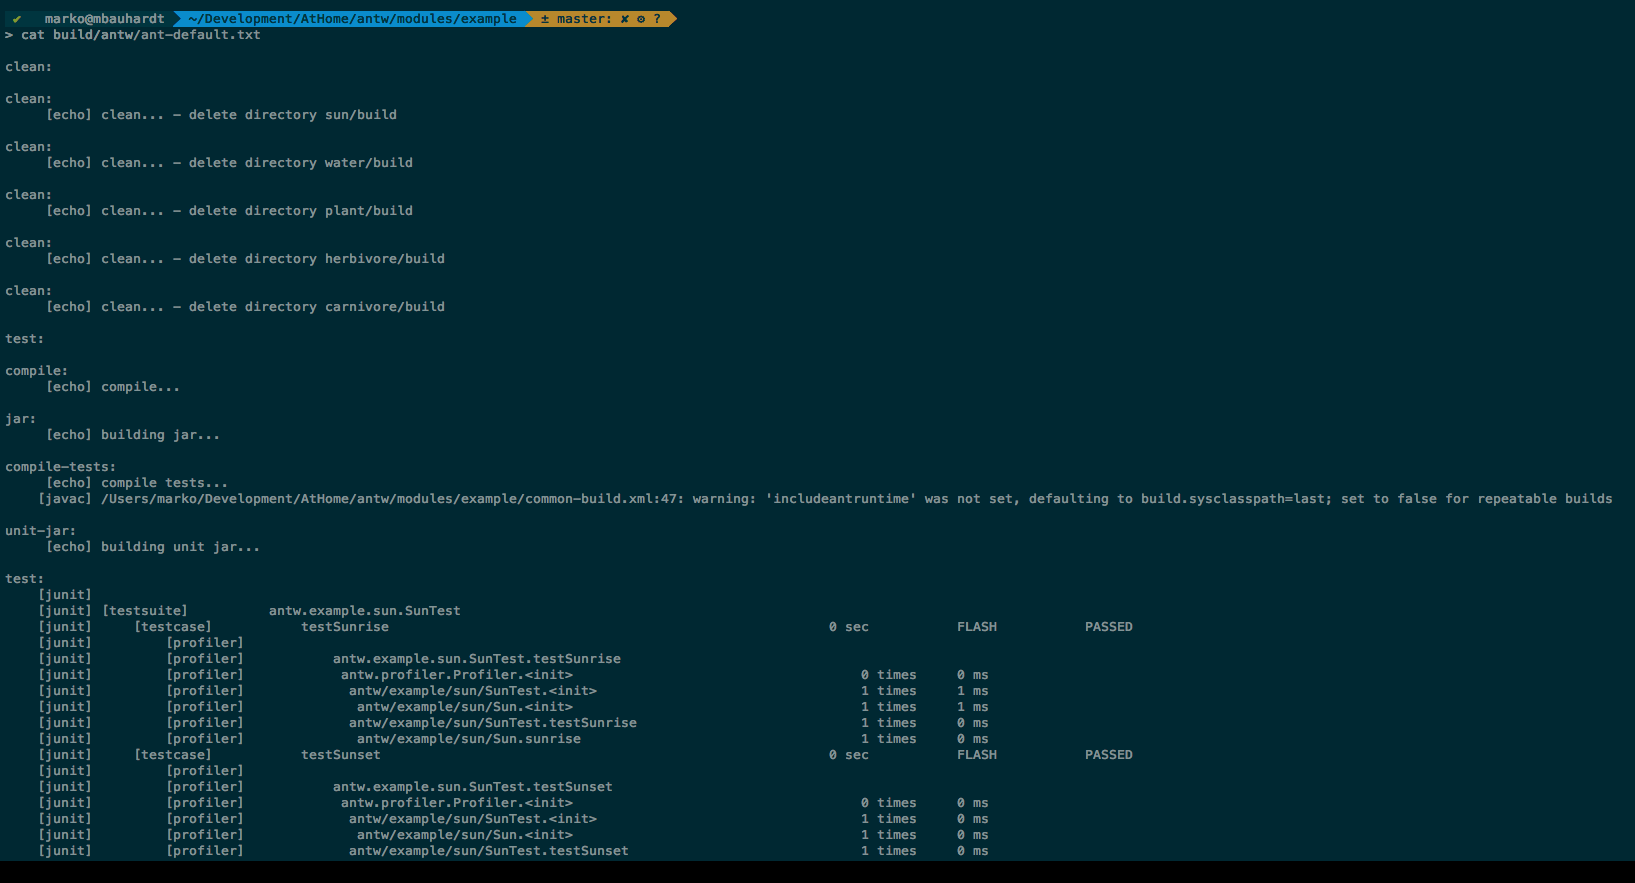 ✔ marko@mbauhardt ~/Development/AtHome/antw/modules/example ± master: ✘ ⚙ ?
> cat build/antw/ant-default.txt
clean:
clean:
[echo] clean... - delete directory sun/build
clean:
[echo] clean... - delete directory water/build
clean:
[echo] clean... - delete directory plant/build
clean:
[echo] clean... - delete directory herbivore/build
clean:
[echo] clean... - delete directory carnivore/build
test:
compile:
[echo] compile...
jar:
[echo] building jar...
compile-tests:
[echo] compile tests...
[javac] /Users/marko/Development/AtHome/antw/modules/example/common-build.xml:47: warning: 'includeantruntime' was not set, defaulting to build.sysclasspath=last; set to false for repeatable builds
unit-jar:
[echo] building unit jar...
test:
[junit]
[junit] [testsuite] antw.example.sun.SunTest
[junit] [testcase] testSunrise 0 sec FLASH PASSED
[junit] [profiler]
[junit] [profiler] antw.example.sun.SunTest.testSunrise
[junit] [profiler] antw.profiler.Profiler.<init> 0 times 0 ms
[junit] [profiler] antw/example/sun/SunTest.<init> 1 times 1 ms
[junit] [profiler] antw/example/sun/Sun.<init> 1 times 1 ms
[junit] [profiler] antw/example/sun/SunTest.testSunrise 1 times 0 ms
[junit] [profiler] antw/example/sun/Sun.sunrise 1 times 0 ms
[junit] [testcase] testSunset 0 sec FLASH PASSED
[junit] [profiler]
[junit] [profiler] antw.example.sun.SunTest.testSunset
[junit] [profiler] antw.profiler.Profiler.<init> 0 times 0 ms
[junit] [profiler] antw/example/sun/SunTest.<init> 1 times 0 ms
[junit] [profiler] antw/example/sun/Sun.<init> 1 times 0 ms
[junit] [profiler] antw/example/sun/SunTest.testSunset 1 times 0 ms